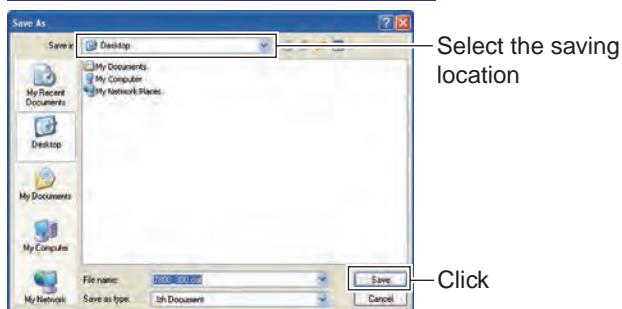 Save As
Save in:
Desktop
Select the saving
location
My Documents
My Computer
My Network Places
My Recent
Documents
Desktop
My Documents
My Computer
My Network
File name:
Save
Click
Save as type:
Cancel